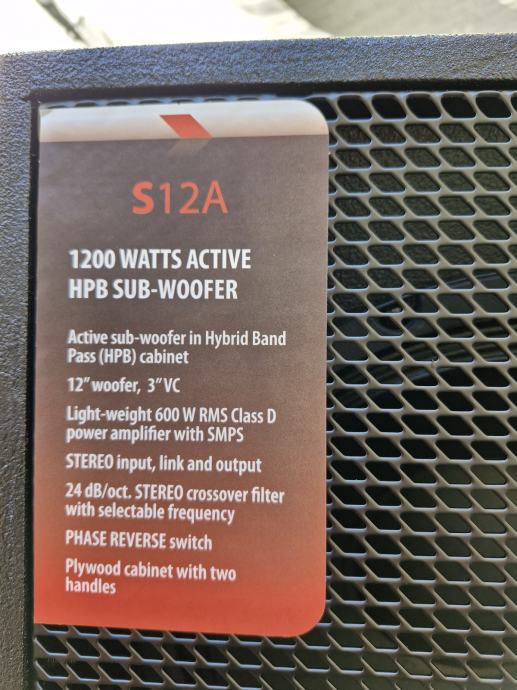 S12A
1200 WATTS ACTIVE
HPB SUB-WOOFER
Active sub-woofer in Hybrid Band
Pass (HPB) cabinet
12" woofer, 3" VC
Light-weight 600 W RMS Class D
power amplifier with SMPS
STEREO input, link and output
24 dB/oct. STEREO crossover filter
with selectable frequency
PHASE REVERSE switch
Plywood cabinet with two
handles